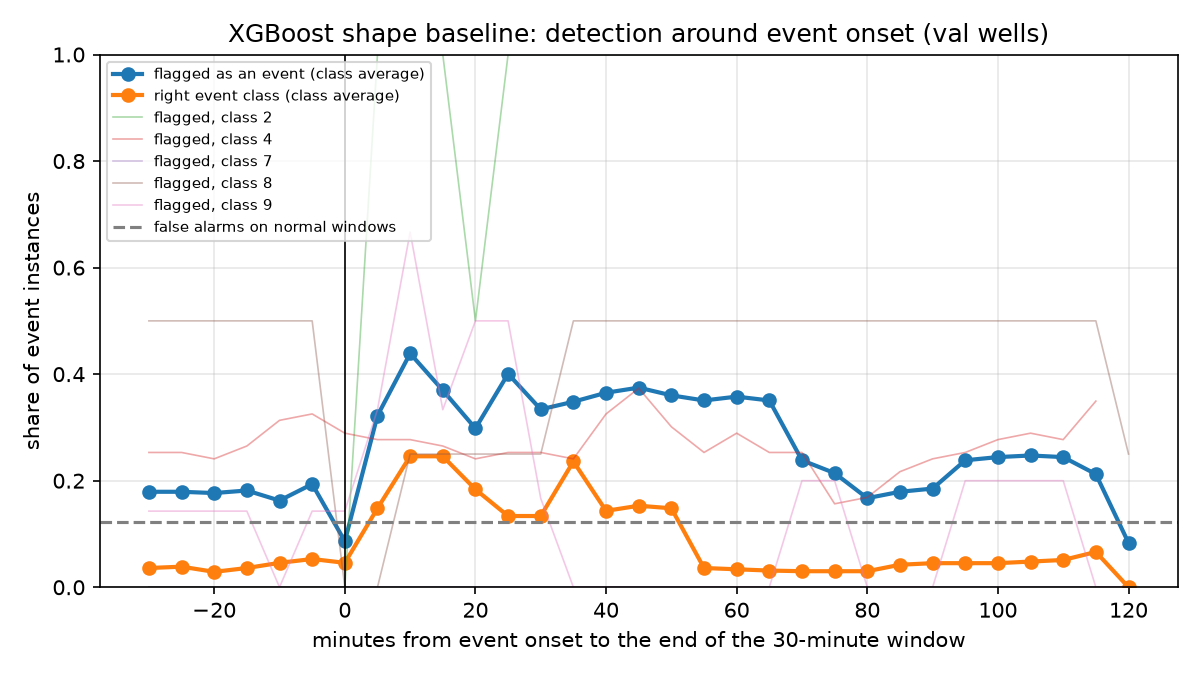 XGBoost shape baseline: detection around event onset (val wells)
share of event instances
1.0
0.8
0.6
0.4
0.2
0.0
flagged as an event (class average)
right event class (class average)
flagged, class 2
flagged, class 4
flagged, class 7
flagged, class 8
flagged, class 9
false alarms on normal windows
−20
0
20
40
60
80
100
120
minutes from event onset to the end of the 30-minute window